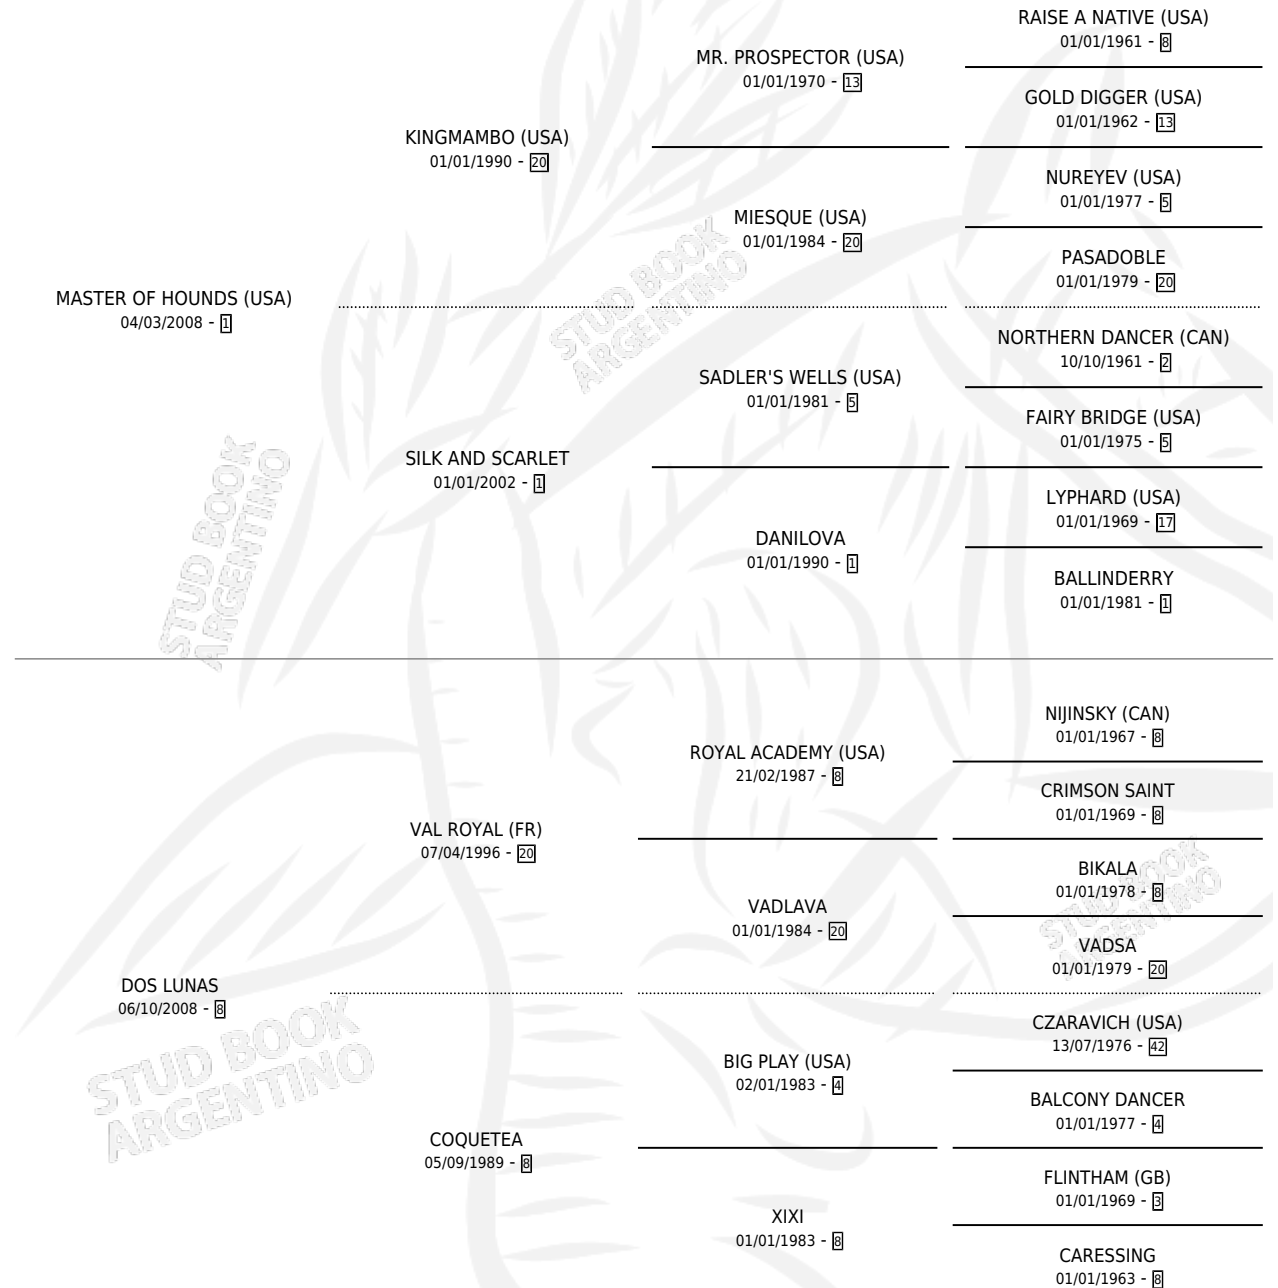 RAISE A NATIVE (USA)
01/01/1961 - 8
MR. PROSPECTOR (USA)
01/01/1970 - 13
GOLD DIGGER (USA)
01/01/1962 - 13
KINGMAMBO (USA)
01/01/1990 - 20
NUREYEV (USA)
01/01/1977 - 5
MIESQUE (USA)
01/01/1984 - 20
PASADOBLE
01/01/1979 - 20
MASTER OF HOUNDS (USA)
04/03/2008 - 1
NORTHERN DANCER (CAN)
10/10/1961 - 2
SADLER'S WELLS (USA)
01/01/1981 - 5
FAIRY BRIDGE (USA)
01/01/1975 - 5
SILK AND SCARLET
01/01/2002 - 1
LYPHARD (USA)
01/01/1969 - 17
DANILOVA
01/01/1990 - 1
BALLINDERRY
01/01/1981 - 1
STUD BOOK
ARGENTINO
STUD BOOK
ARGENTINO
NIJINSKY (CAN)
01/01/1967 - 8
ROYAL ACADEMY (USA)
21/02/1987 - 8
CRIMSON SAINT
01/01/1969 - 8
VAL ROYAL (FR)
07/04/1996 - 20
BIKALA
01/01/1978 - 8
VADLAVA
01/01/1984 - 20
VADSA
01/01/1979 - 20
DOS LUNAS
06/10/2008 - 8
CZARAVICH (USA)
13/07/1976 - 42
BIG PLAY (USA)
02/01/1983 - 4
BALCONY DANCER
01/01/1977 - 4
COQUETEA
05/09/1989 - 8
FLINTHAM (GB)
01/01/1969 - 3
XIXI
01/01/1983 - 8
CARESSING
01/01/1963 - 8
STUD BOOK
ARGENTINO
STUD BOOK
ARGENTINO